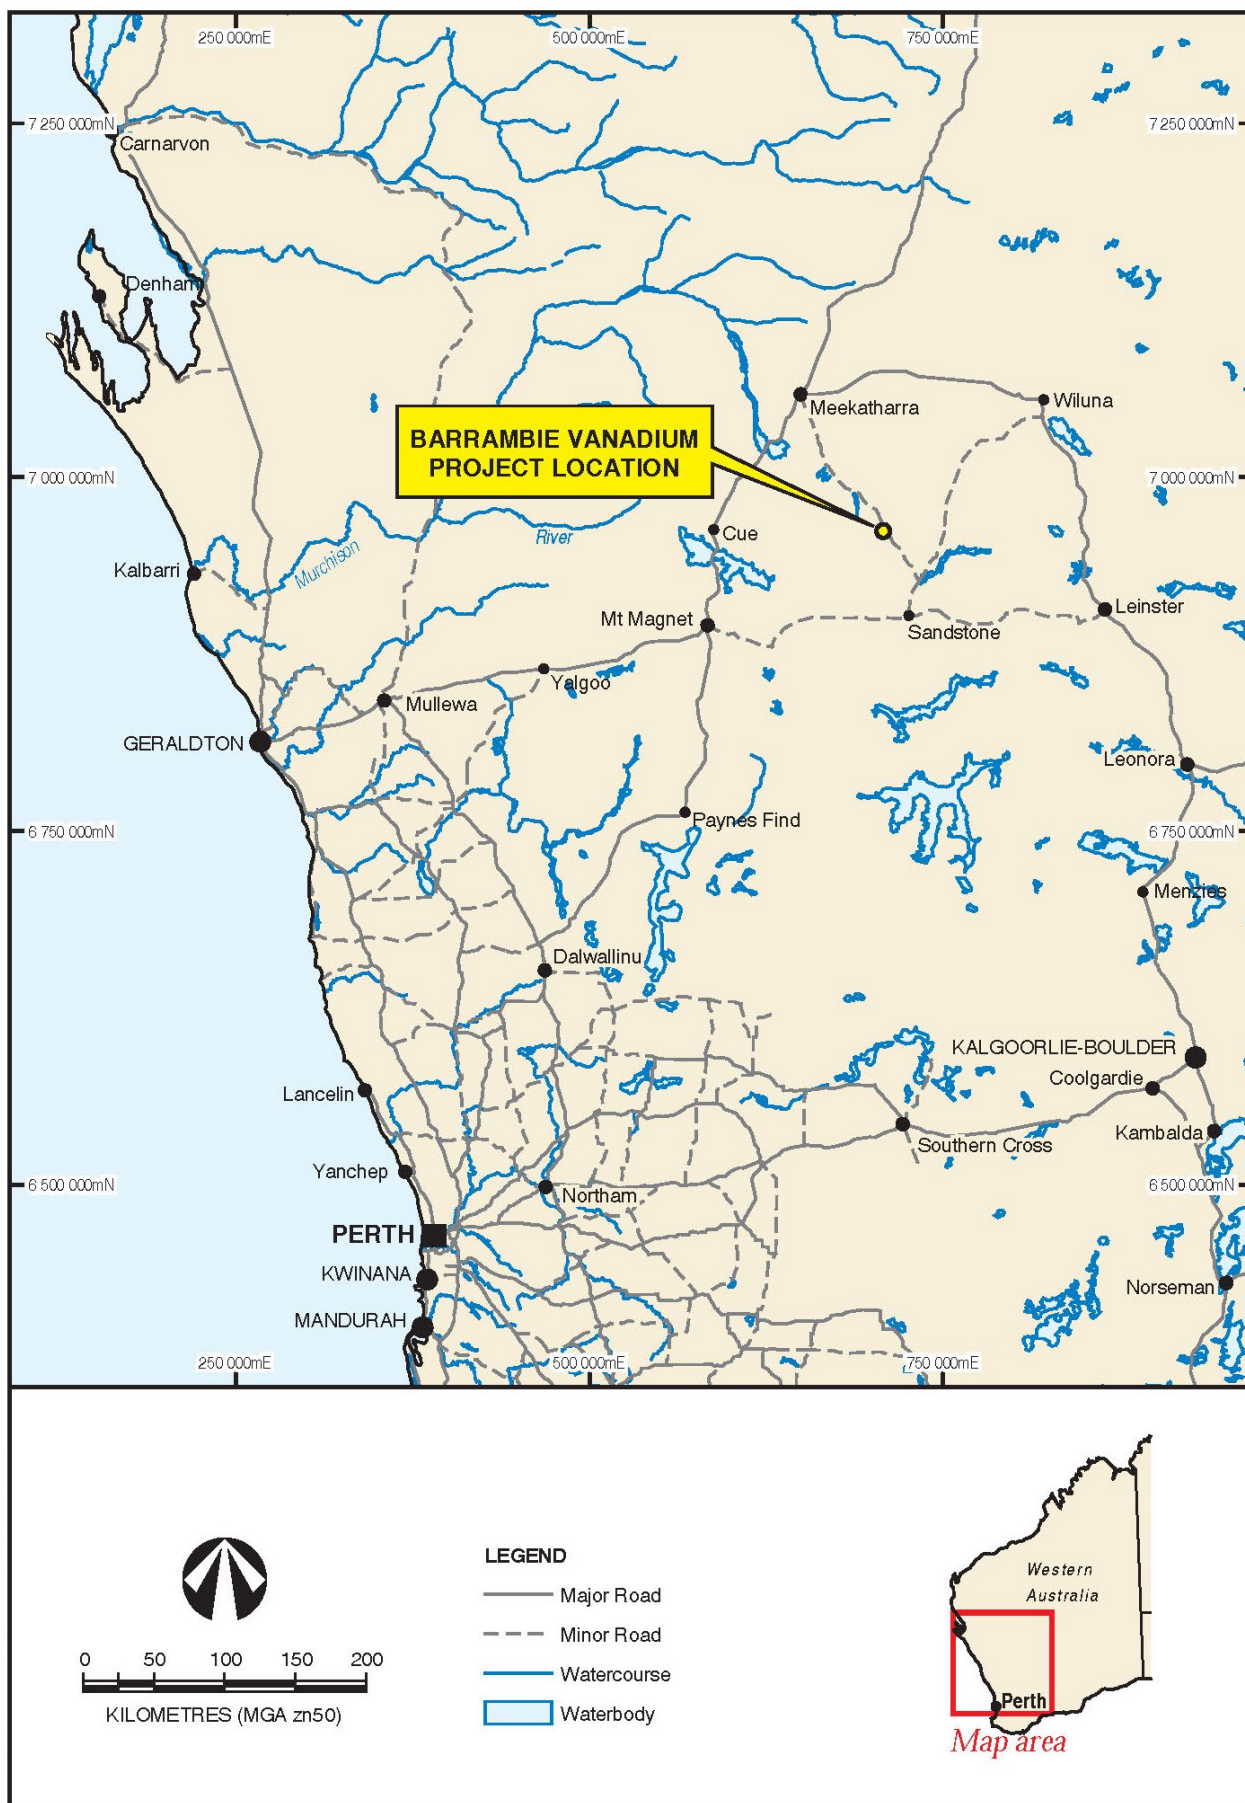 250 000mE
500 000mE
750 000mE
7 250 000mN
7 250 000mN
Carnarvon
Denham
Meekatharra
Wiluna
BARRAMBIE VANADIUM
PROJECT LOCATION
7 000 000mN
7 000 000mN
Cue
River
Murchison
Kalbarri
Mt Magnet
Leinster
Sandstone
Yalgoo
Mullewa
GERALDTON
Leonora
Paynes Find
6 750 000mN
6 750 000mN
Menzies
Dalwallinu
KALGOORLIE-BOULDER
Coolgardie
Lancelin
Kambalda
Southern Cross
Yanchep
6 500 000mN
6 500 000mN
Northam
PERTH
KWINANA
Norseman
MANDURAH
250 000mE
500 000mE
750 000mE
LEGEND
Major Road
Minor Road
Watercourse
Waterbody
0 50 100 150 200
KILOMETRES (MGA zn50)
Western
Australia
Perth
Map area